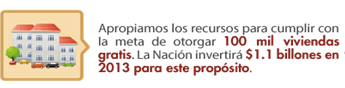 Apropiamos los recursos para cumplir con
la meta de otorgar 100 mil viviendas
gratis. La Nación invertirá $1.1 billones en
2013 para este propósito.